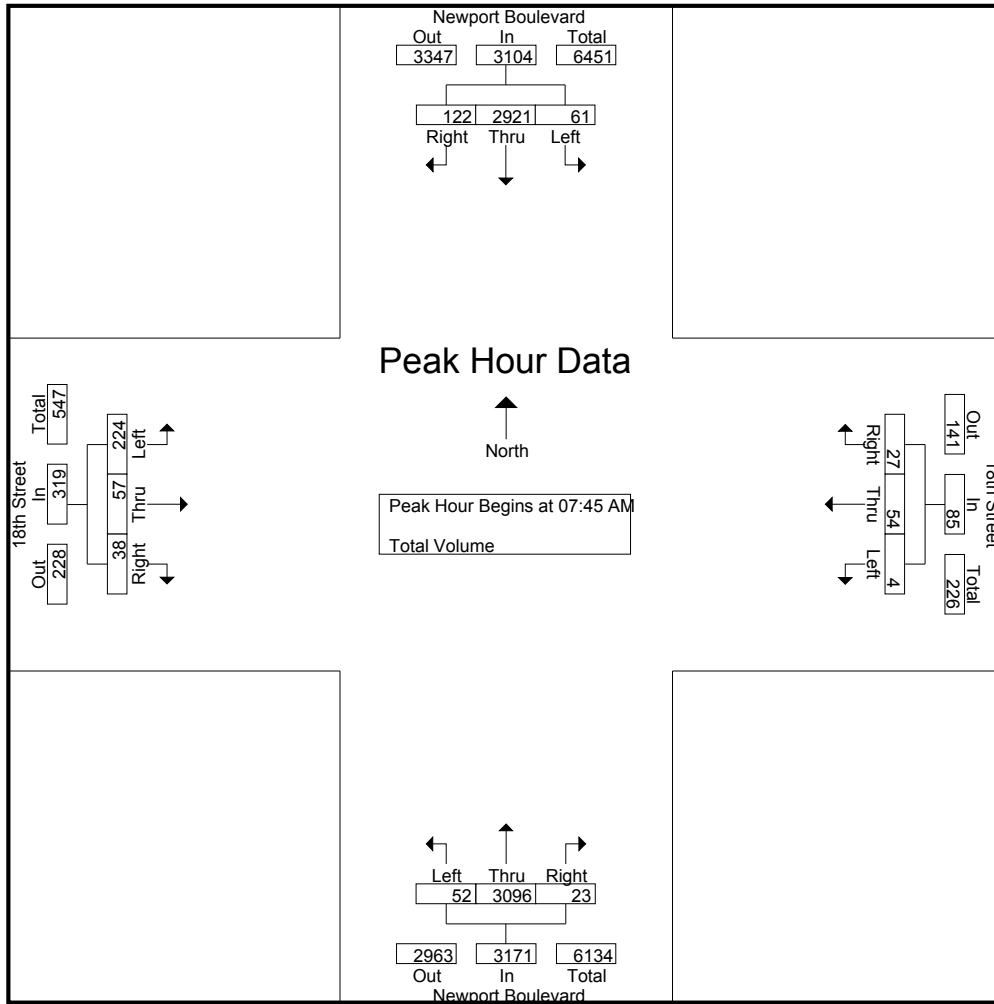 Newport Boulevard
Out In Total
3347 3104 6451
122 2921 61
Right Thru Left
Peak Hour Data
North
Peak Hour Begins at 07:45 AM
Total Volume
18th Street
Out In Total
228 319 547
38 57 224
Right Thru Left
18th Street
Out In Total
141 85 226
27 54 4
Right Thru Left
Left Thru Right
52 3096 23
2963 3171 6134
Out In Total
Newport Boulevard